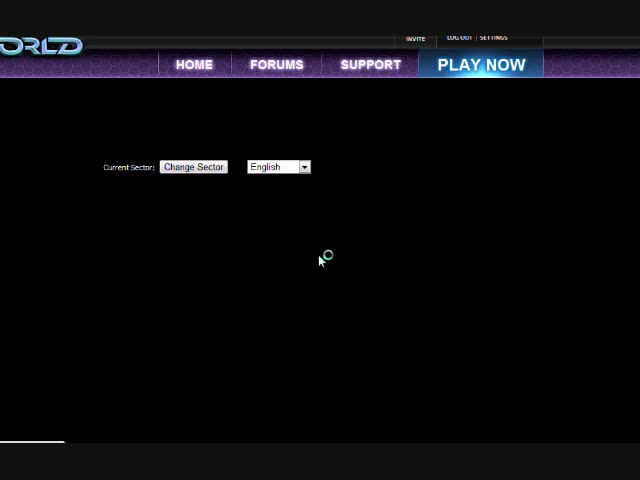 ORLD
INVITE
LOG OUT | SETTINGS
HOME
FORUMS
SUPPORT
PLAY NOW
Current Sector: Change Sector English